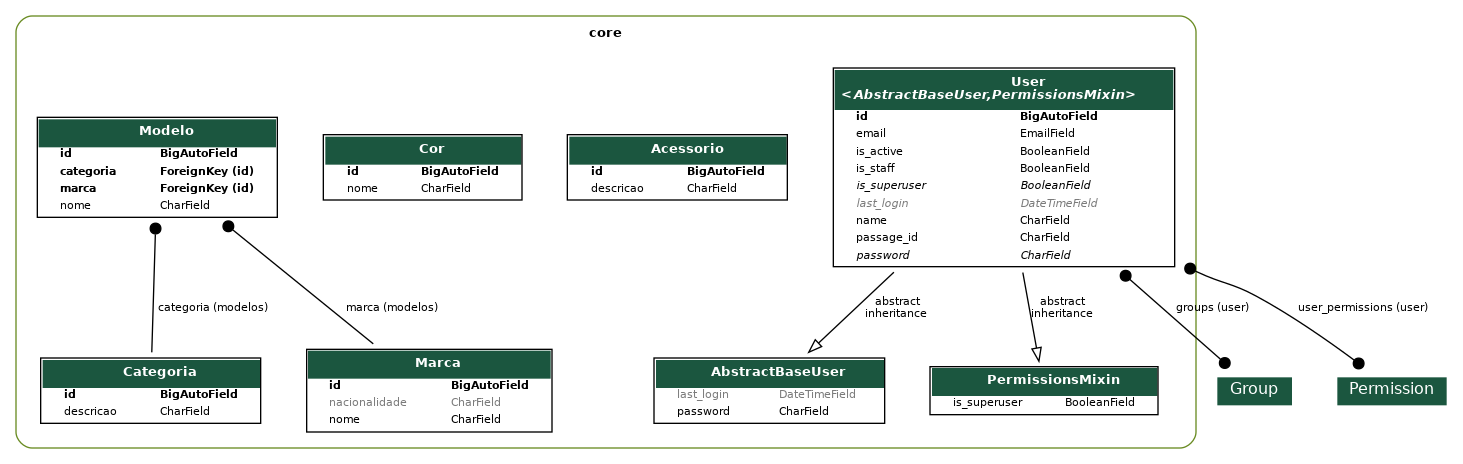 core
Modelo
id BigAutoField
categoria ForeignKey (id)
marca ForeignKey (id)
nome CharField
Cor
id BigAutoField
nome CharField
Acessorio
id BigAutoField
descricao CharField
User
<AbstractBaseUser,PermissionsMixin>
id BigAutoField
email EmailField
is_active BooleanField
is_staff BooleanField
is_superuser BooleanField
last_login DateTimeField
name CharField
passage_id CharField
password CharField
categoria (modelos)
marca (modelos)
abstract
inheritance
abstract
inheritance
groups (user)
user_permissions (user)
Categoria
id BigAutoField
descricao CharField
Marca
id BigAutoField
nacionalidade CharField
nome CharField
AbstractBaseUser
last_login DateTimeField
password CharField
PermissionsMixin
is_superuser BooleanField
Group
Permission